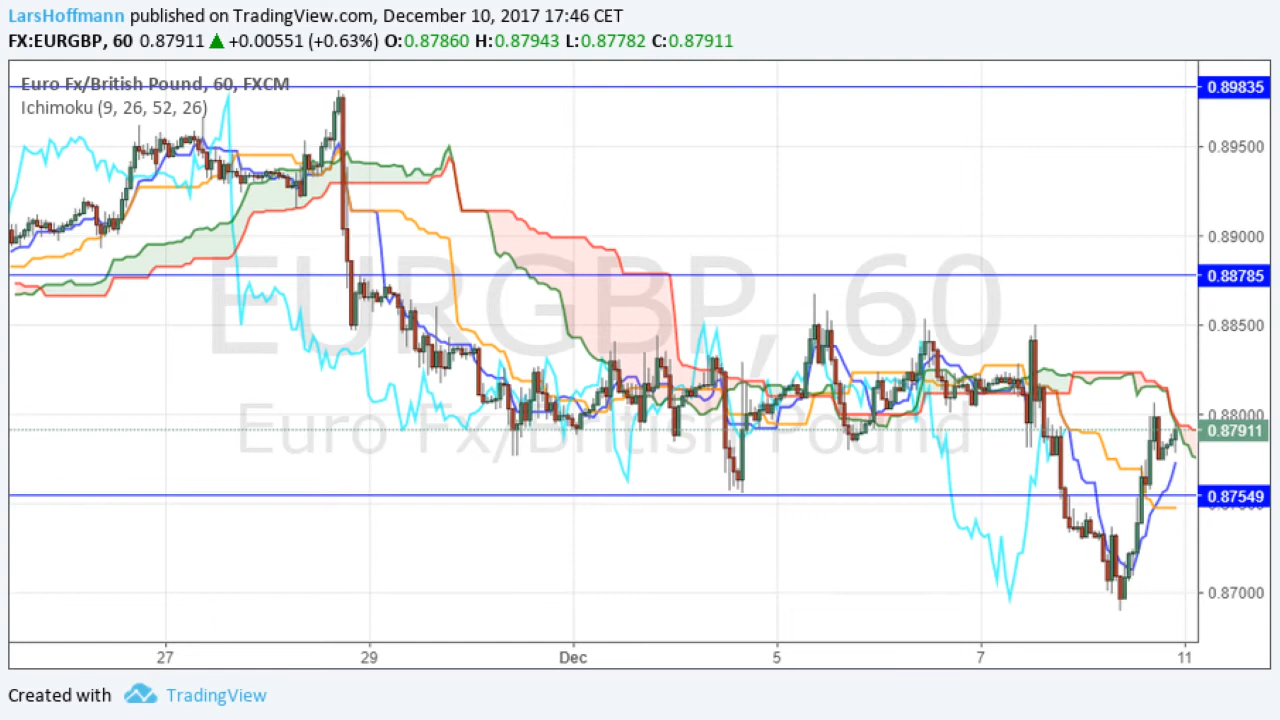 LarsHoffmann published on TradingView.com, December 10, 2017 17:46 CET
FX:EURGBP, 60 0.87911 ▲ +0.00551 (+0.63%) O:0.87860 H:0.87943 L:0.87782 C:0.87911
Euro Fx/British Pound, 60, FXCM
Ichimoku (9, 26, 52, 26)
EURGBP, 60
Euro Fx/British Pound
0.89835
0.89500
0.89000
0.88785
0.88500
0.88000
0.87911
0.87549
0.87000
27 29 Dec 5 7 11
Created with TradingView